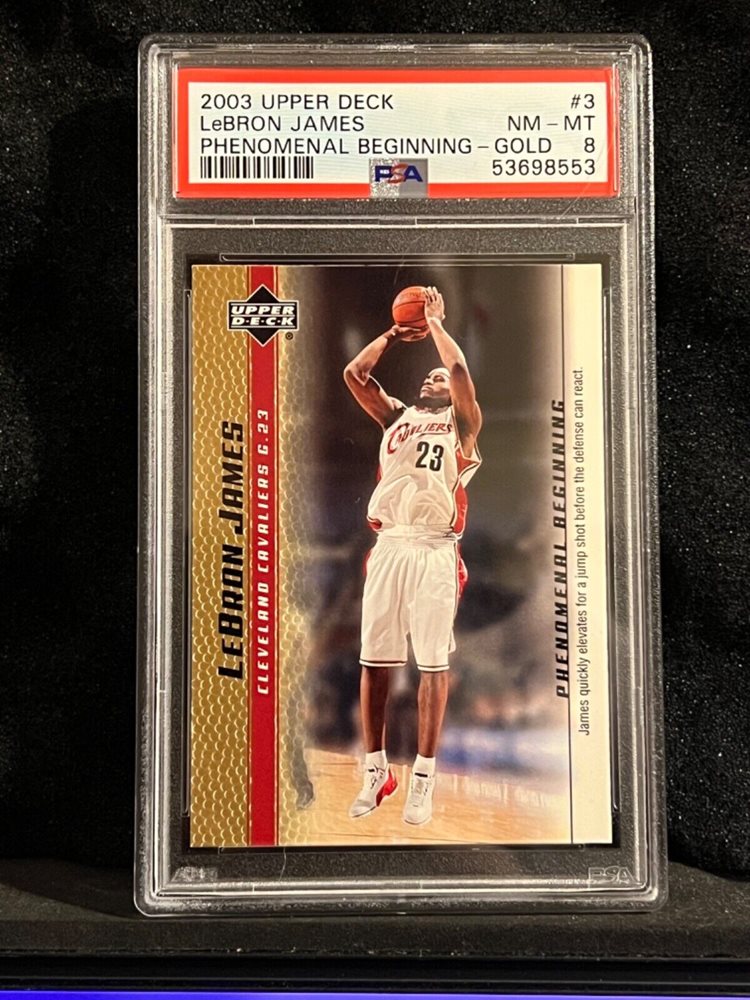 2003 UPPER DECK #3
LeBRON JAMES NM - MT
PHENOMENAL BEGINNING - GOLD 8
PSA 53698553
UPPER
D·E·C·K
®
LEBRON JAMES
CLEVELAND CAVALIERS G.23
CAVALIERS
23
PHENOMENAL BEGINNING
James quickly elevates for a jump shot before the defense can react.
PSA